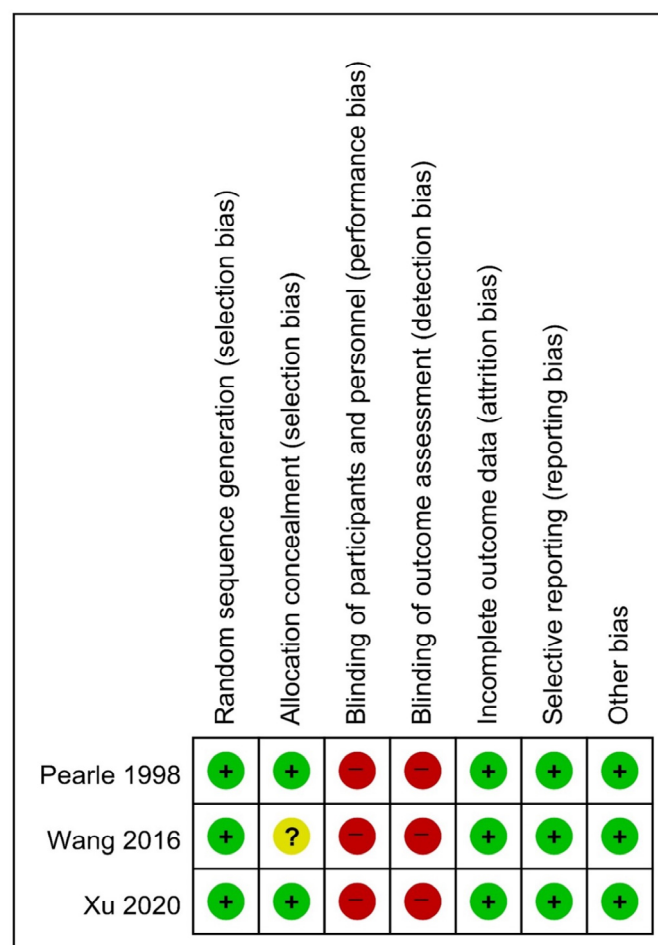 Random sequence generation (selection bias)
Allocation concealment (selection bias)
Blinding of participants and personnel (performance bias)
Blinding of outcome assessment (detection bias)
Incomplete outcome data (attrition bias)
Selective reporting (reporting bias)
Other bias
Pearle 1998 + + – – + + +
Wang 2016 + ? – – + + +
Xu 2020 + + – – + + +